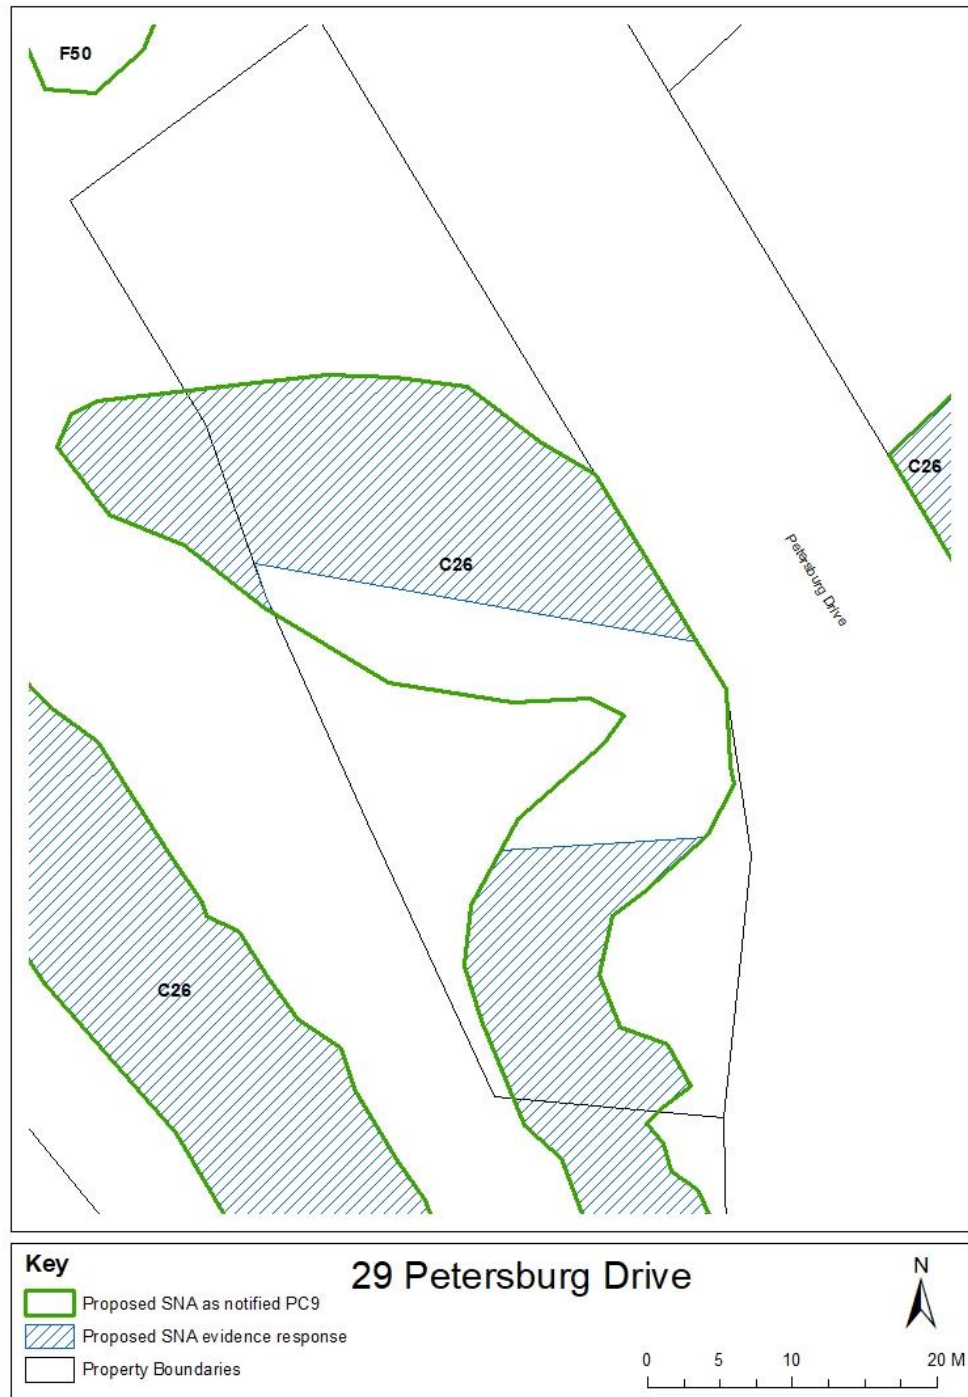 F50
C26
C26
Petersburg Drive
C26
Key
29 Petersburg Drive
N
Proposed SNA as notified PC9
Proposed SNA evidence response
Property Boundaries
0 5 10 20 M